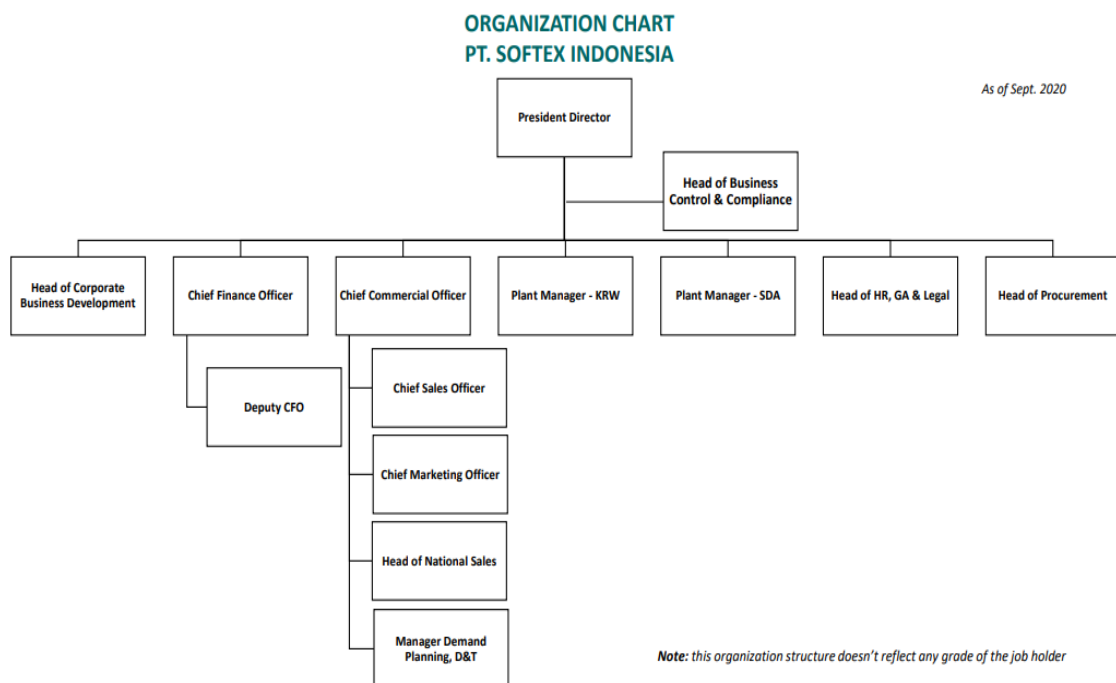 ORGANIZATION CHART
PT. SOFTEX INDONESIA
As of Sept. 2020
President Director
Head of Business
Control & Compliance
Head of Corporate
Business Development
Chief Finance Officer
Chief Commercial Officer
Plant Manager - KRW
Plant Manager - SDA
Head of HR, GA & Legal
Head of Procurement
Deputy CFO
Chief Sales Officer
Chief Marketing Officer
Head of National Sales
Manager Demand
Planning, D&T
Note: this organization structure doesn't reflect any grade of the job holder